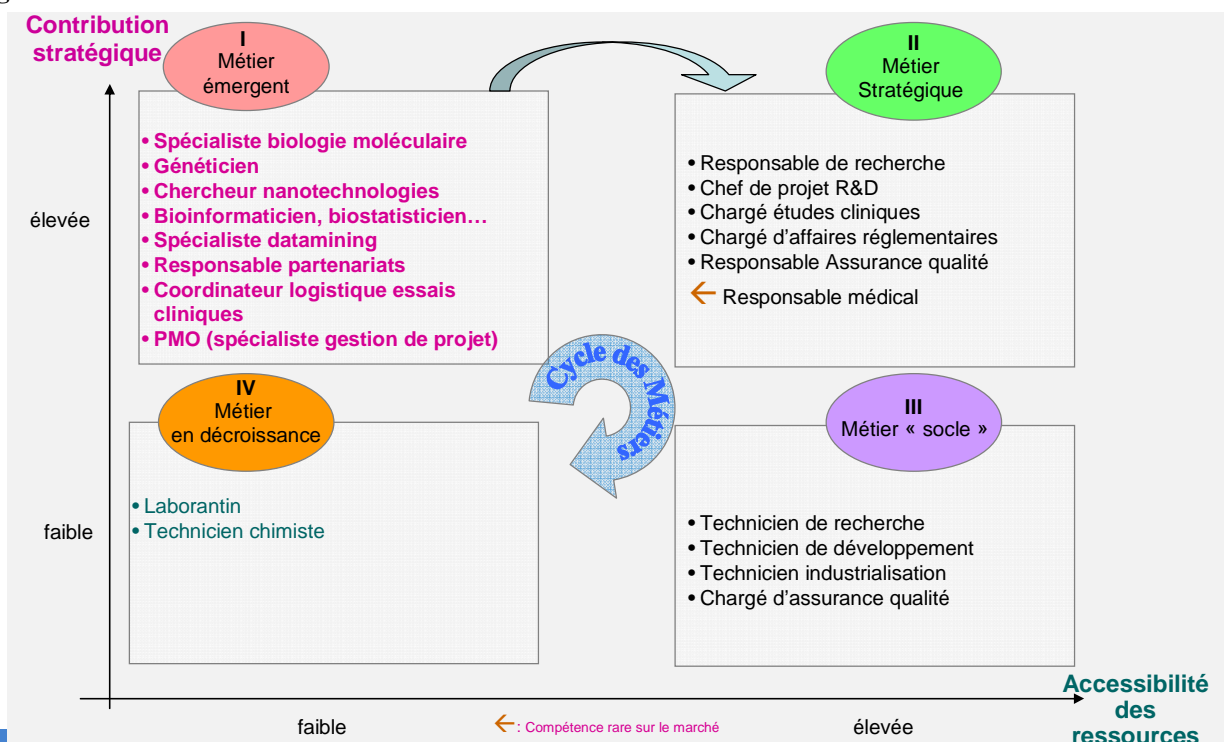 Contribution
stratégique
I
Métier
émergent
II
Métier
Stratégique
• Spécialiste biologie moléculaire
• Généticien
• Chercheur nanotechnologies
• Bioinformaticien, biostatisticien…
• Spécialiste datamining
• Responsable partenariats
• Coordinateur logistique essais
cliniques
• PMO (spécialiste gestion de projet)
• Responsable de recherche
• Chef de projet R&D
• Chargé études cliniques
• Chargé d'affaires réglementaires
• Responsable Assurance qualité
← Responsable médical
élevée
Cycle des Métiers
IV
Métier
en décroissance
III
Métier « socle »
• Laborantin
• Technicien chimiste
• Technicien de recherche
• Technicien de développement
• Technicien industrialisation
• Chargé d'assurance qualité
faible
Accessibilité
des
ressources
faible
←: Compétence rare sur le marché
élevée